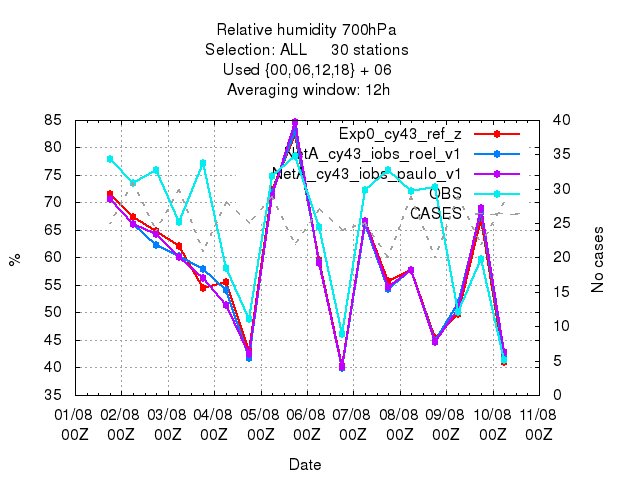 Relative humidity 700hPa
Selection: ALL 30 stations
Used {00,06,12,18} + 06
Averaging window: 12h
Exp0_cy43_ref_z
NetA_cy43_iobs_roel_v1
NetA_cy43_iobs_paulo_v1
OBS
CASES
85
80
75
70
65
60
55
50
45
40
35
%
40
35
30
25
20
15
10
5
0
No cases
01/08 02/08 03/08 04/08 05/08 06/08 07/08 08/08 09/08 10/08 11/08
00Z 00Z 00Z 00Z 00Z 00Z 00Z 00Z 00Z 00Z 00Z
Date